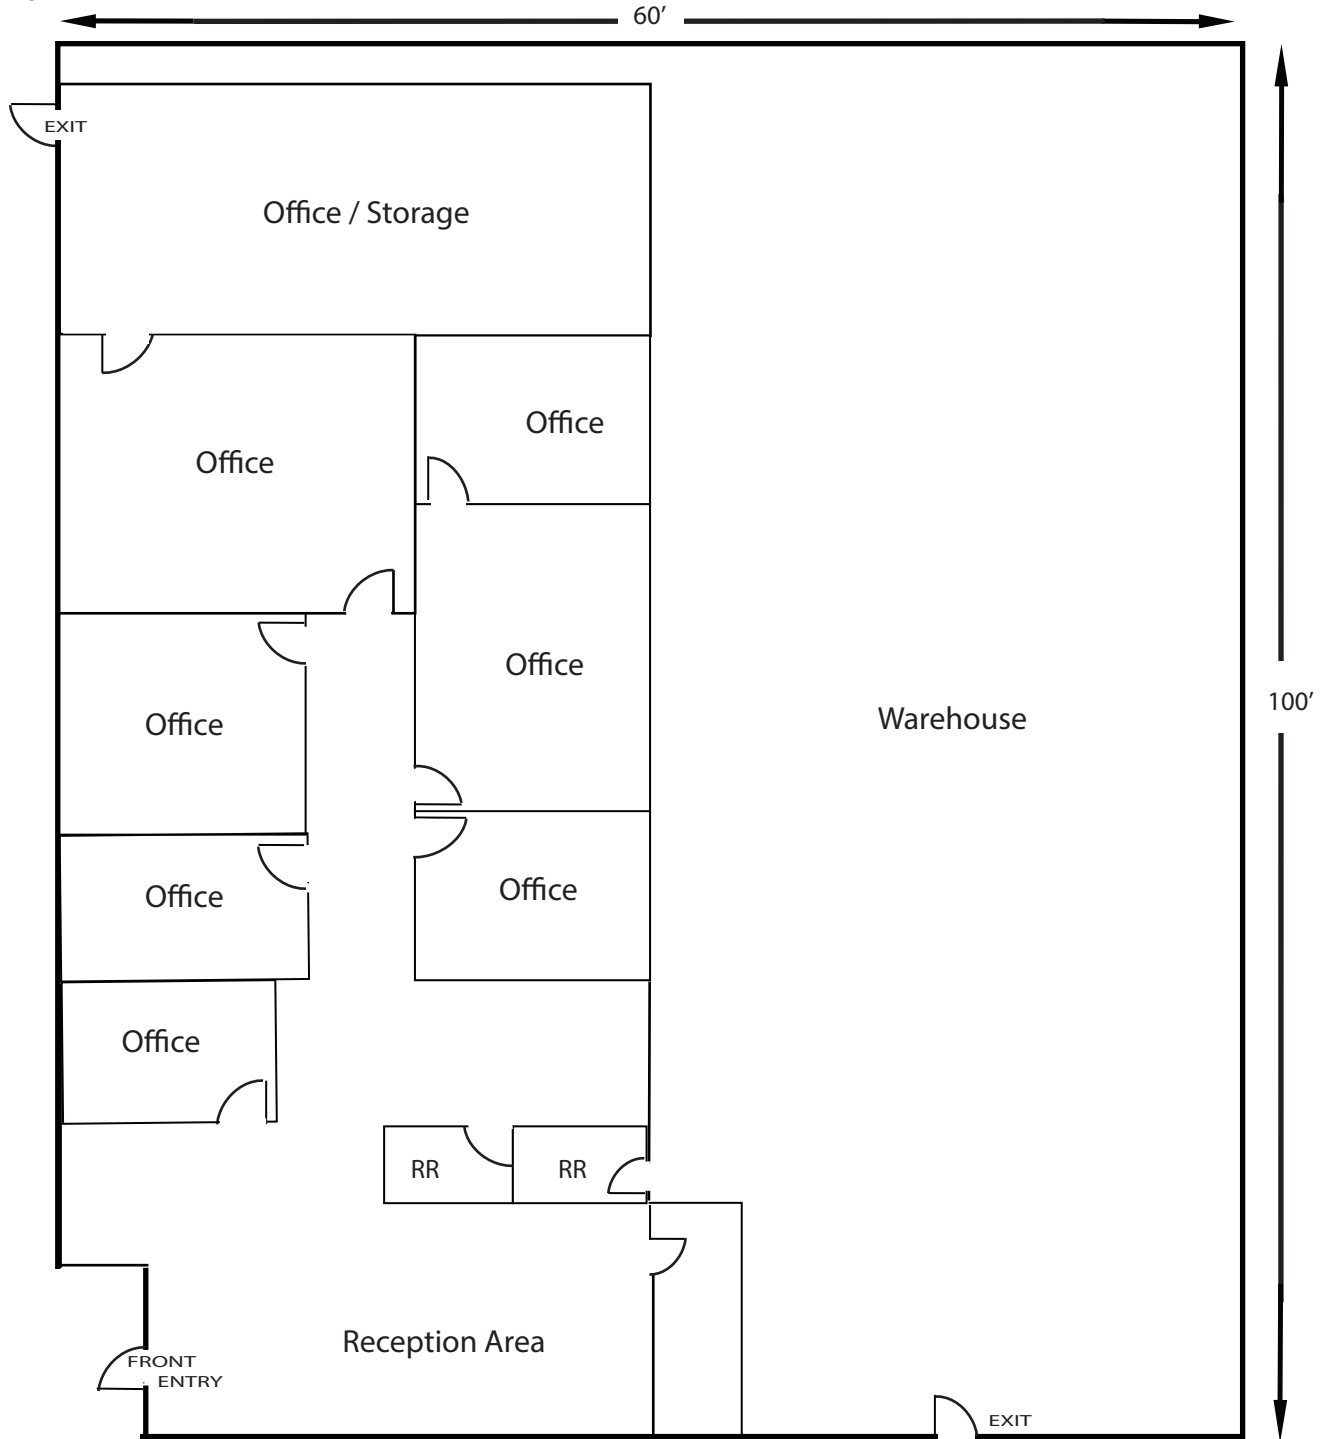 60’
EXIT
Office / Storage
Office
Office
Office
Warehouse
100’
Office
Office
Office
Office
RR
RR
Reception Area
FRONT
ENTRY
EXIT